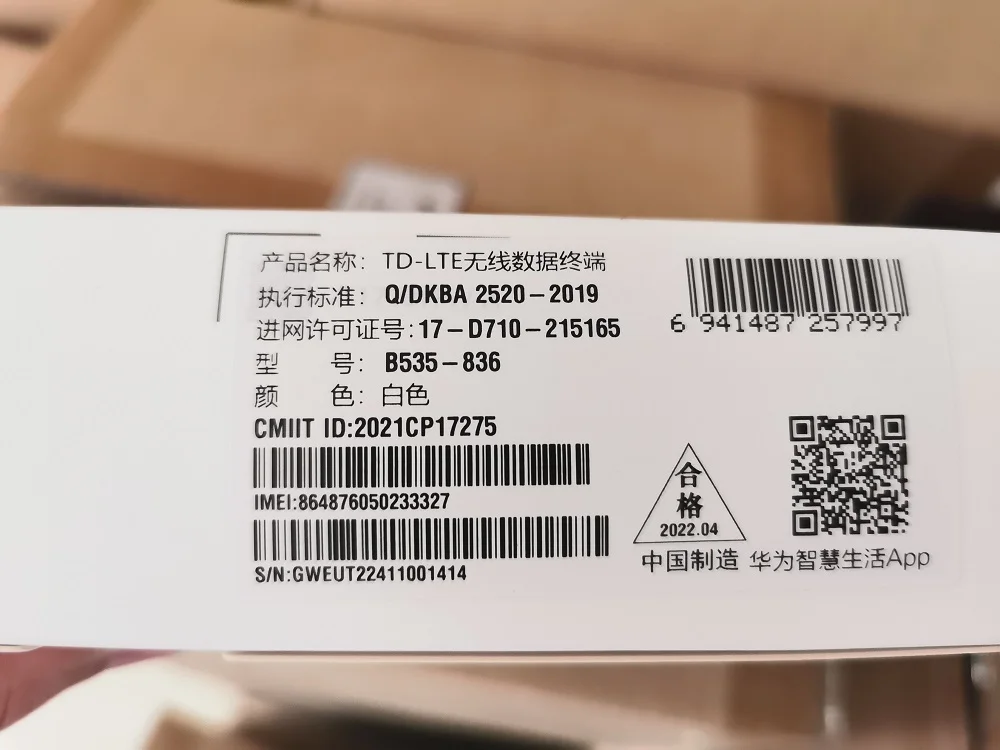 产品名称：TD-LTE无线数据终端
执行标准：Q/DKBA 2520-2019
进网许可证号：17-D710-215165
型 号：B535-836
颜 色：白色
CMIIT ID:2021CP17275
IMEI:864876050233327
S/N:GWEUT22411001414
6 941487 257997
合格
2022.04
中国制造
华为智慧生活App